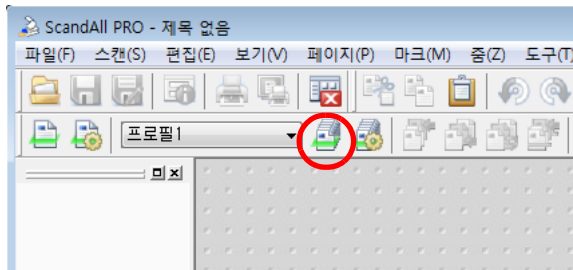 ScandAll PRO - 제목 없음
파일(F) 스캔(S) 편집(E) 보기(V) 페이지(P) 마크(M) 줌(Z) 도구(T)
프로필1